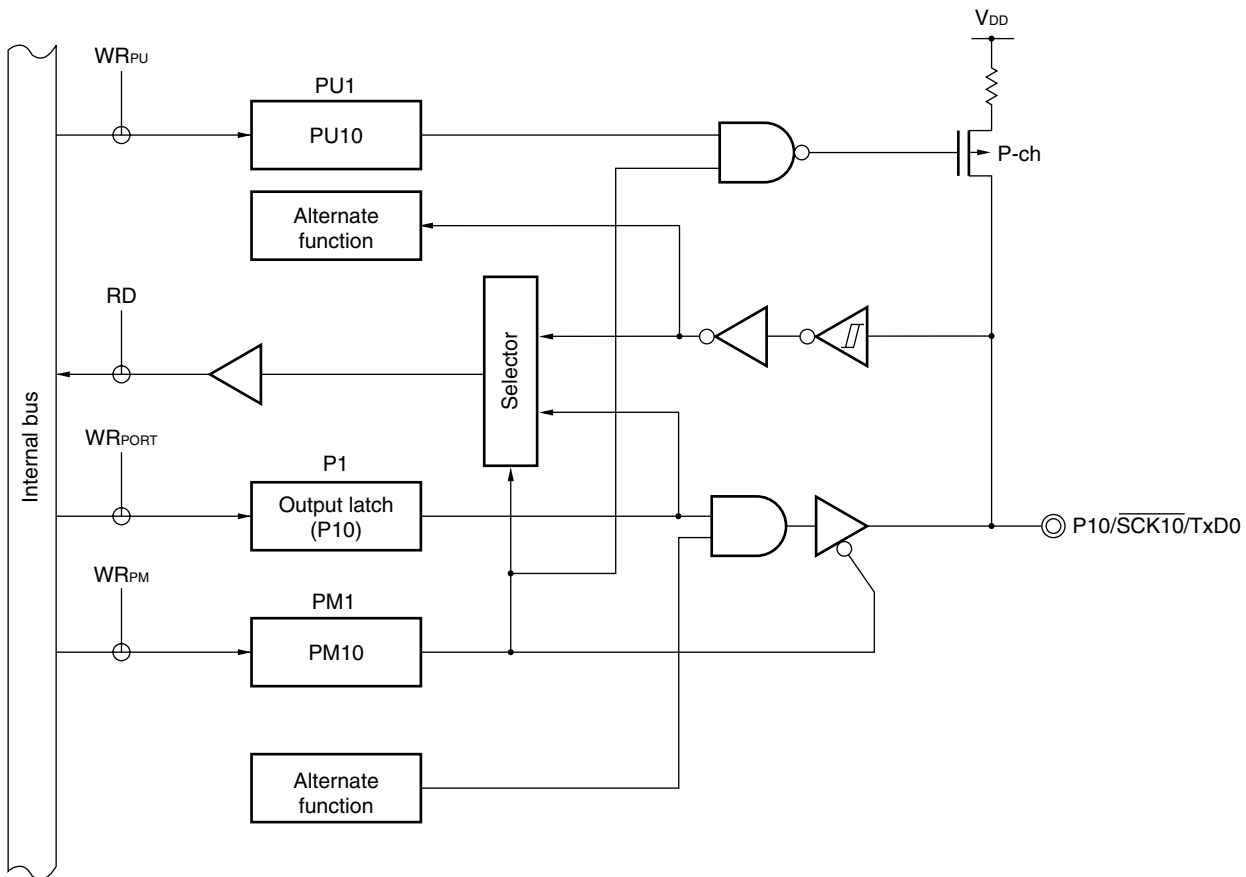 VDD
WRPU
PU1
PU10
P-ch
Alternate
function
RD
Selector
Internal bus
WRPORT
P1
Output latch
(P10)
P10/SCK10/TxD0
WRPM
PM1
PM10
Alternate
function